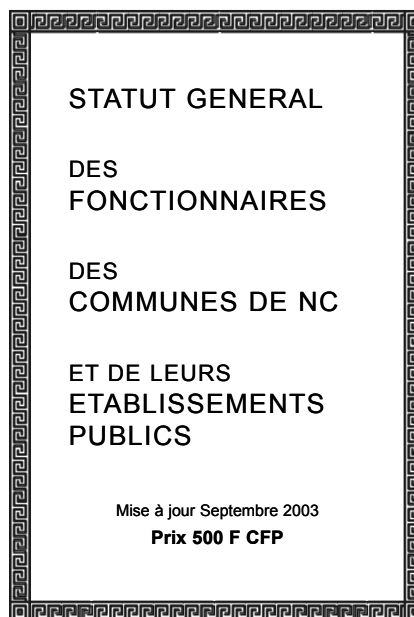 STATUT GENERAL
DES
FONCTIONNAIRES
DES
COMMUNES DE NC
ET DE LEURS
ETABLISSEMENTS
PUBLICS
Mise à jour Septembre 2003
Prix 500 F CFP